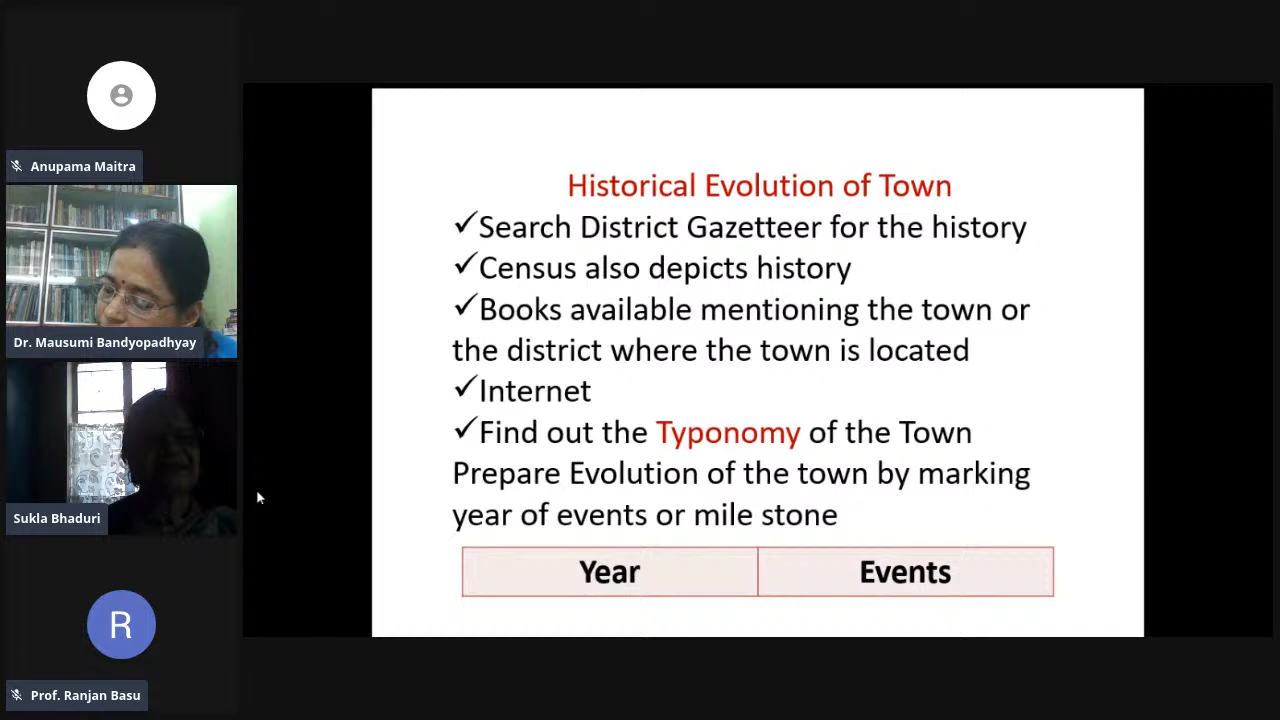 Anupama Maitra
Dr. Mausumi Bandyopadhyay
Sukla Bhaduri
R
Prof. Ranjan Basu
Historical Evolution of Town
✓Search District Gazetteer for the history
✓Census also depicts history
✓Books available mentioning the town or
the district where the town is located
✓Internet
✓Find out the Typonomy of the Town
Prepare Evolution of the town by marking
year of events or mile stone
Year Events